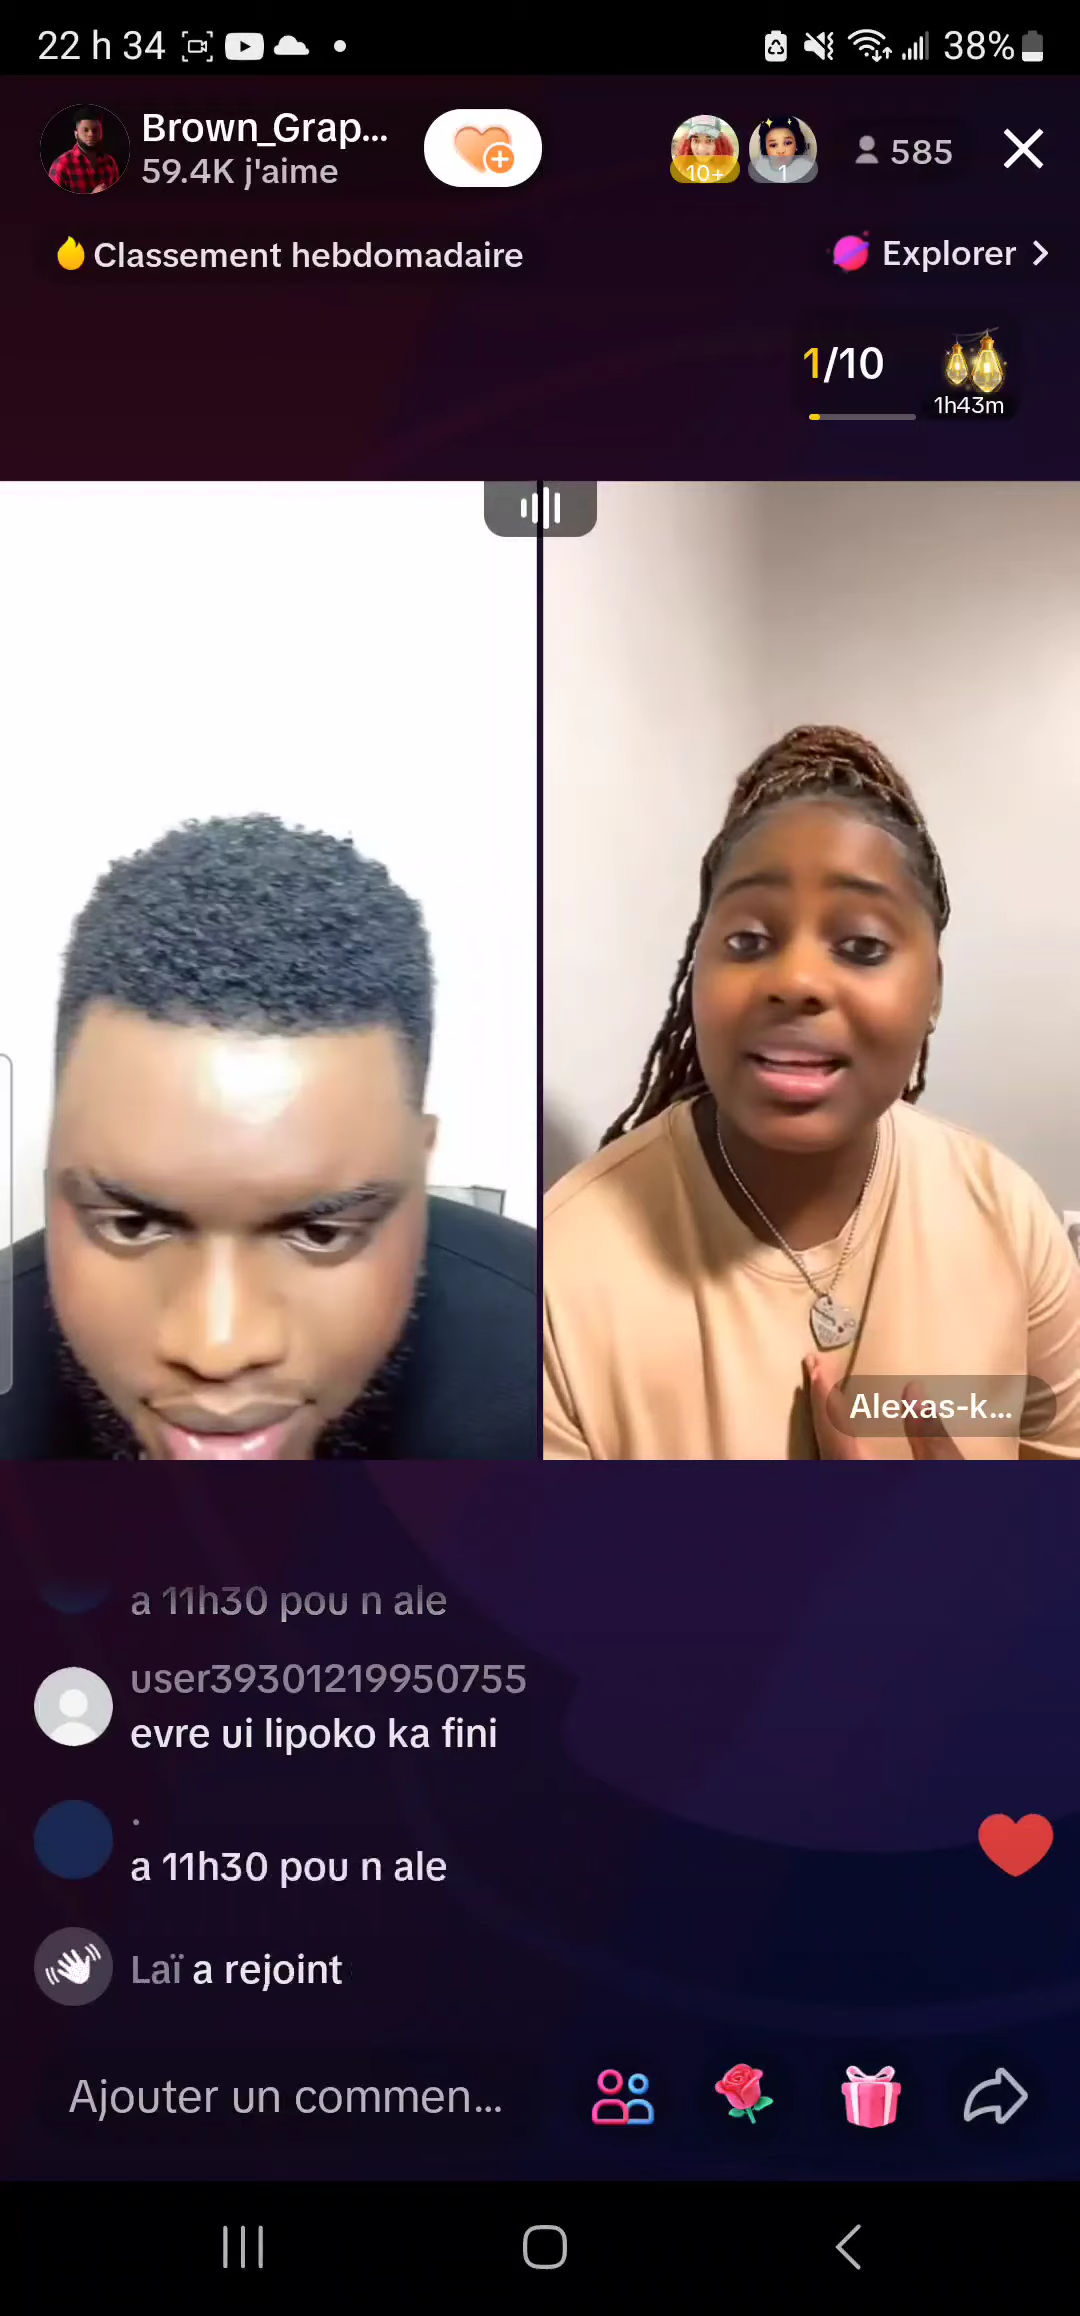 22 h 34
38%
Brown_Grap...
59.4K j'aime
10+
1
585
Classement hebdomadaire
Explorer
1/10
1h43m
Alexas-k...
a 11h30 pou n ale
user39301219950755
evre ui lipoko ka fini
.
a 11h30 pou n ale
Laï a rejoint
Ajouter un commen...